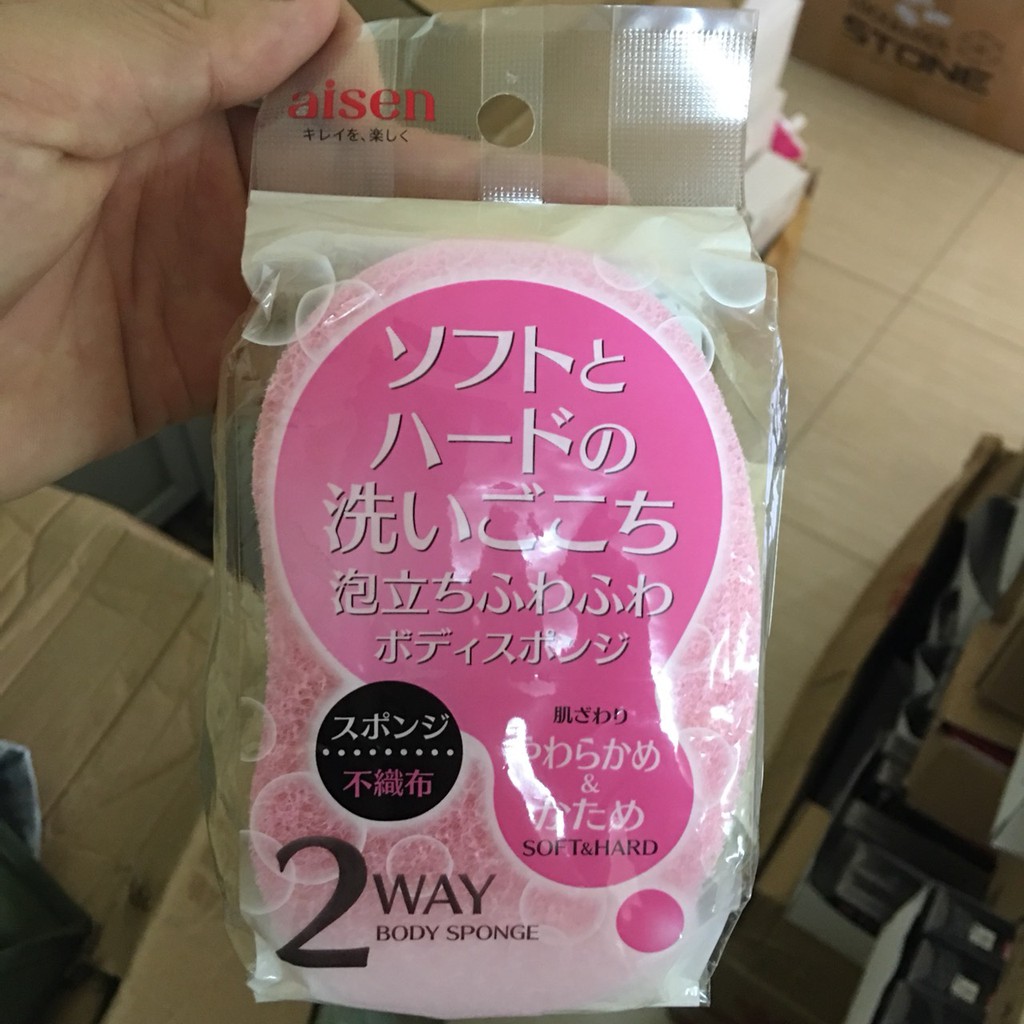 aisen
キレイを、楽しく
STONE
ソフトと
ハードの
洗いごこち
泡立ちふわふわ
ボディスポンジ
スポンジ
不織布
肌ざわり
やわらかめ
&
かため
SOFT&HARD
2 WAY
BODY SPONGE